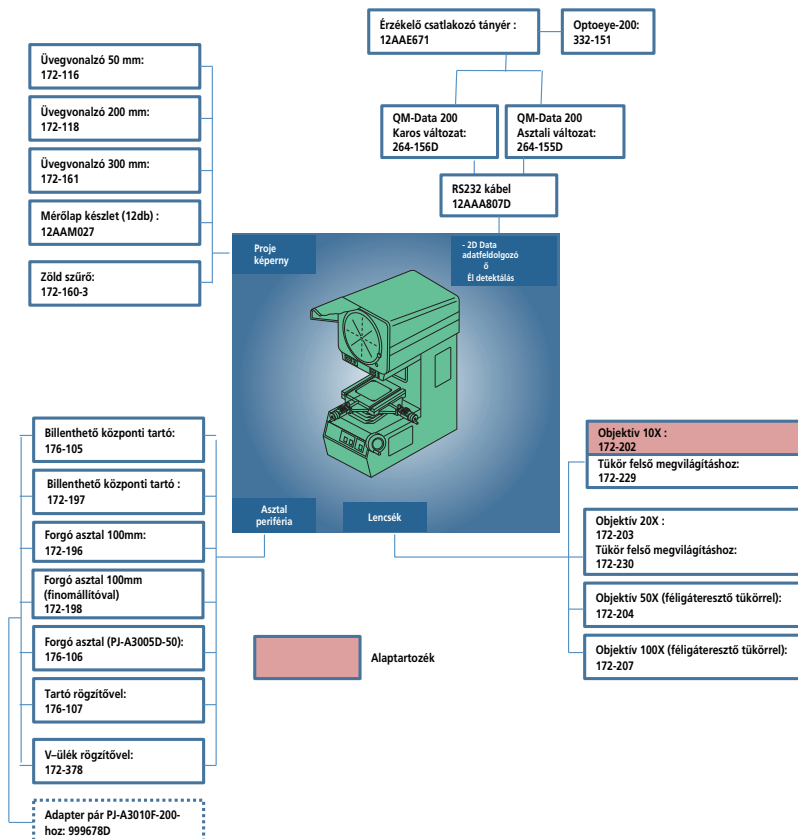 Érzékelő csatlakozó tányér :
12AAE671
Optoeye-200:
332-151
Üvegvonalzó 50 mm:
172-116
Üvegvonalzó 200 mm:
172-118
Üvegvonalzó 300 mm:
172-161
Mérőlap készlet (12db) :
12AAM027
Zöld szűrő:
172-160-3
QM-Data 200
Karos változat:
264-156D
QM-Data 200
Asztali változat:
264-155D
RS232 kábel
12AAA807D
Proje
képerny
- 2D Data
adatfeldolgozó
ő
Él detektálás
Billenthető központi tartó:
176-105
Billenthető központi tartó :
172-197
Forgó asztal 100mm:
172-196
Forgó asztal 100mm
(finomállítóval)
172-198
Forgó asztal (PJ-A3005D-50):
176-106
Tartó rögzítővel:
176-107
V–ülék rögzítővel:
172-378
Adapter pár PJ-A3010F-200-
hoz: 999678D
Asztal
periféria
Lencsék
Alaptartozék
Objektív 10X :
172-202
Tükör felső megvilágításhoz:
172-229
Objektív 20X :
172-203
Tükör felső megvilágításhoz:
172-230
Objektív 50X (féligáteresztő tükörrel):
172-204
Objektív 100X (féligáteresztő tükörrel):
172-207